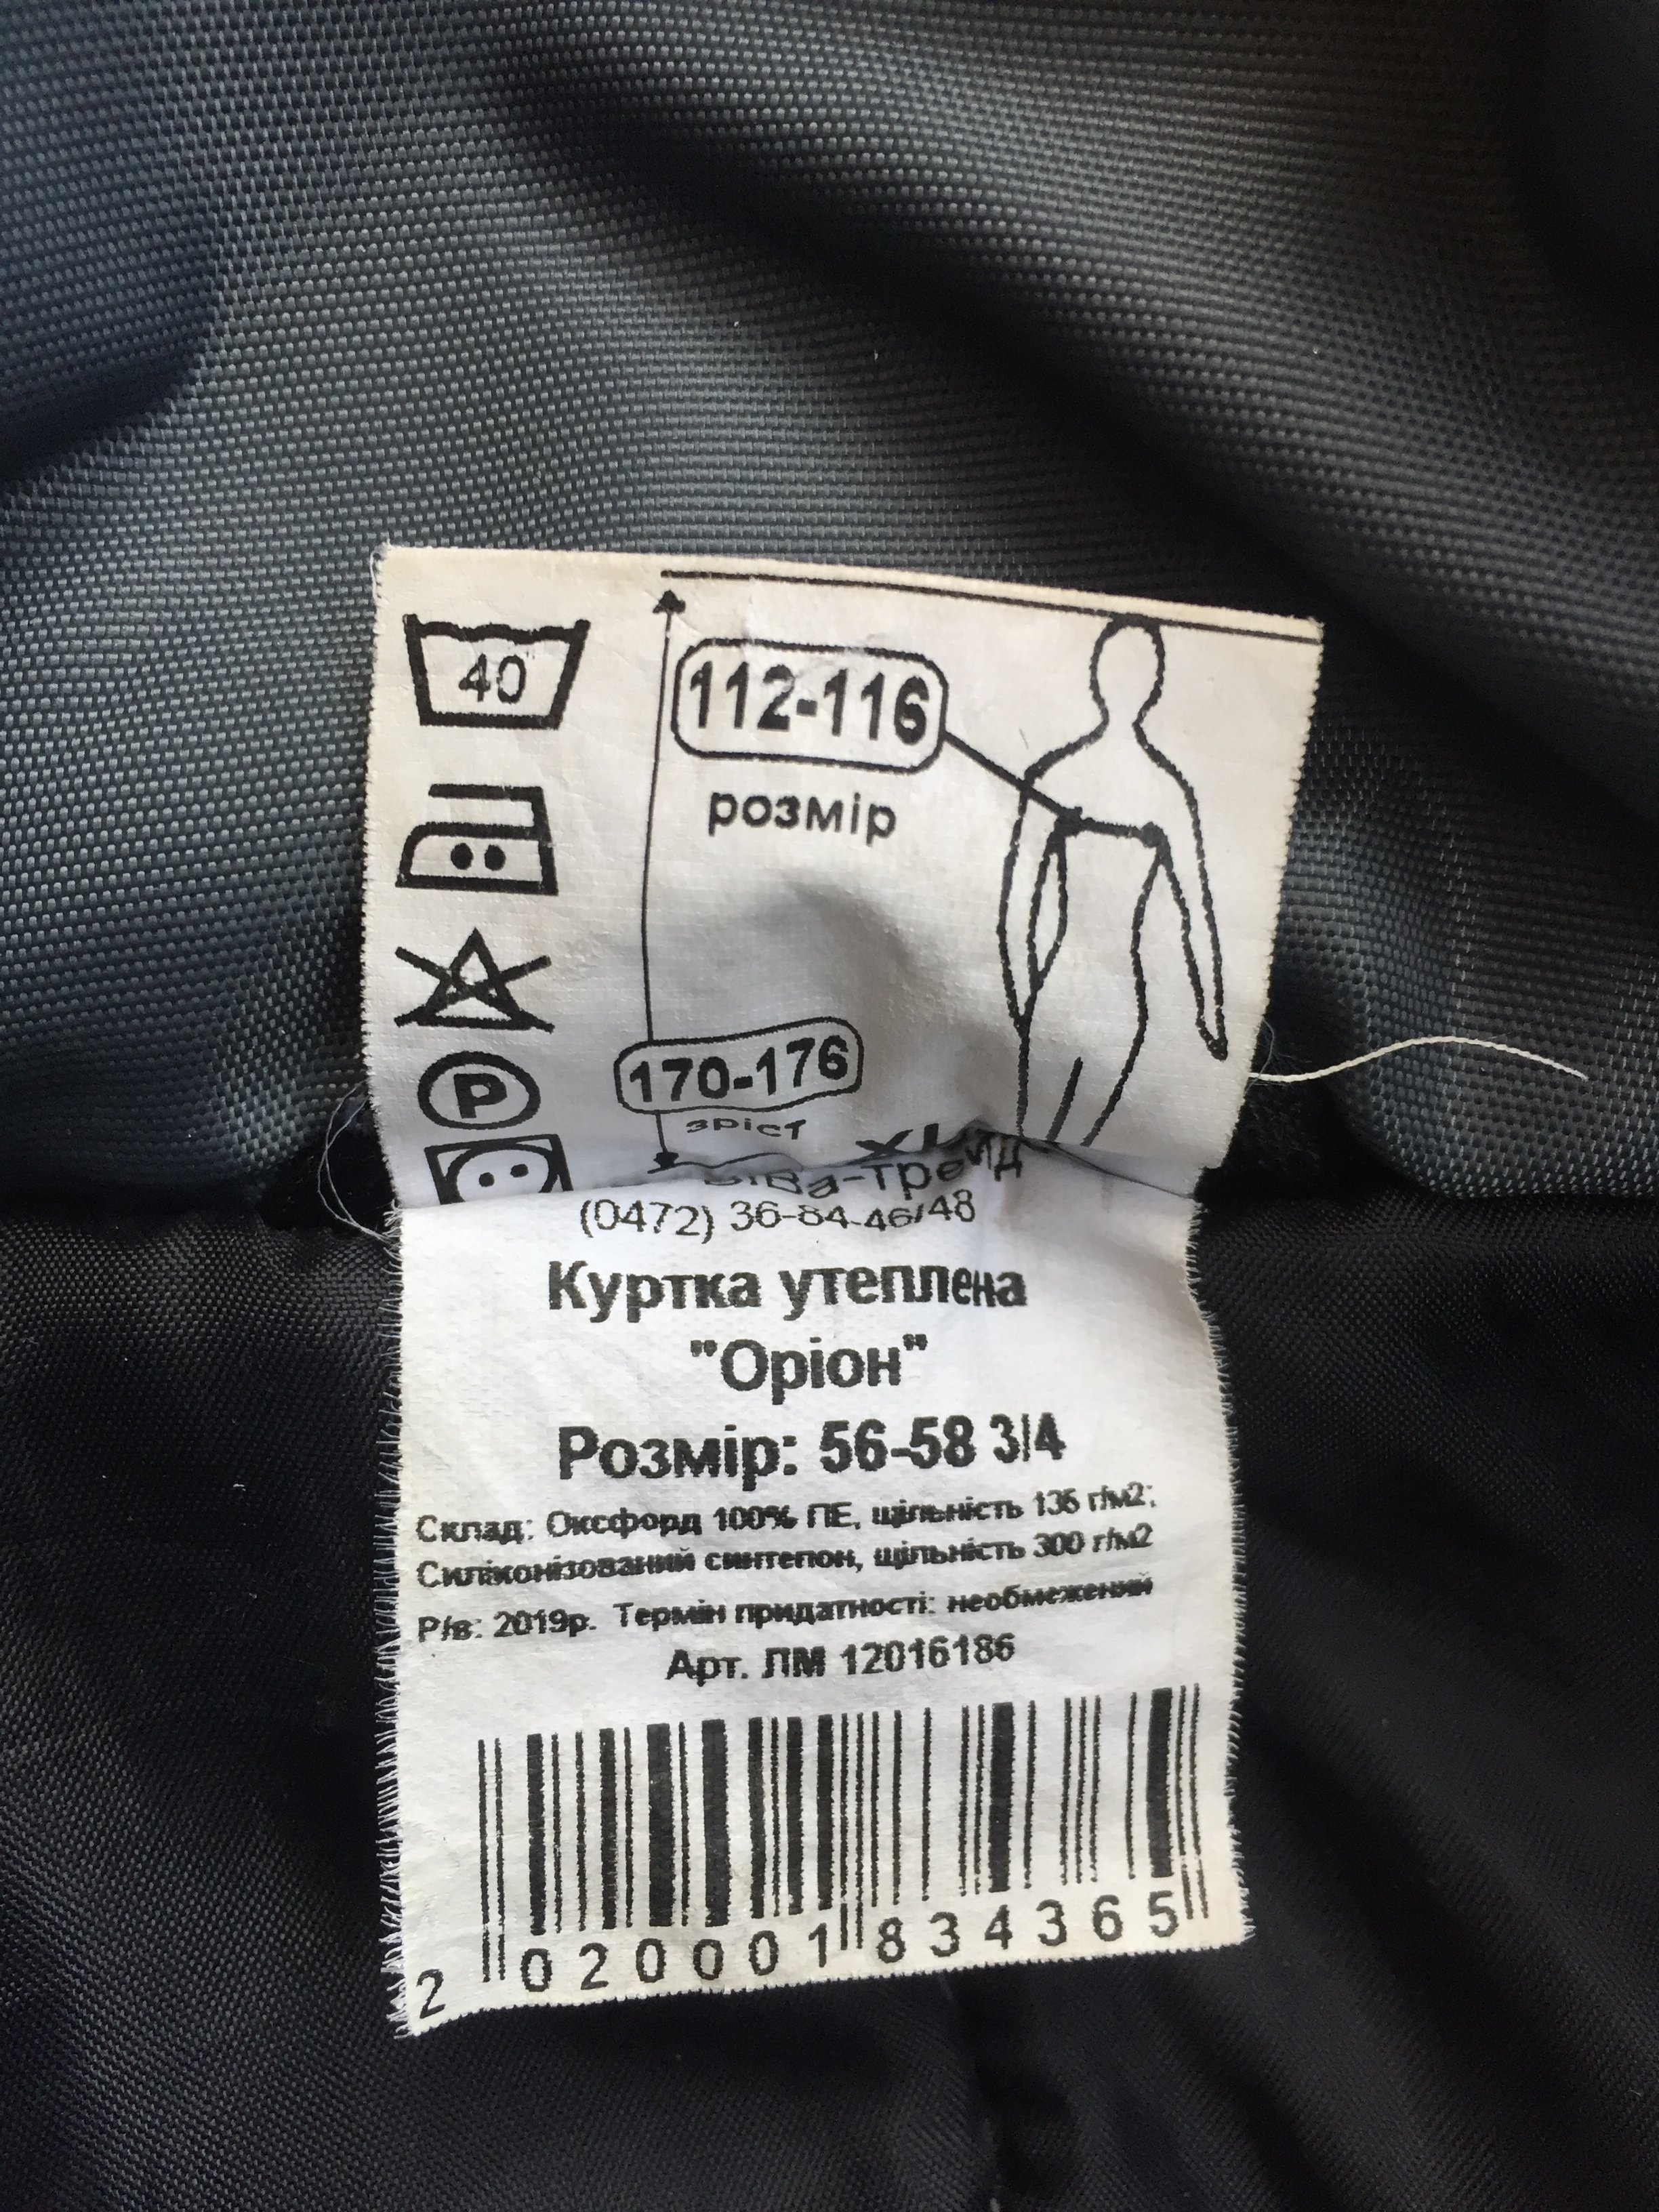 40
112-116
розмір
P
170-176
зріст
(0472) 36-84-46/48
Куртка утеплена
"Оріон"
Розмір: 56-58 3/4
Склад: Оксфорд 100% ПЕ, щільність 135 г/м2;
Силіконізований синтепон, щільність 300 г/м2
Р/в: 2019р. Термін придатності: необмежений
Арт. ЛМ 12016186
2 020001 834365